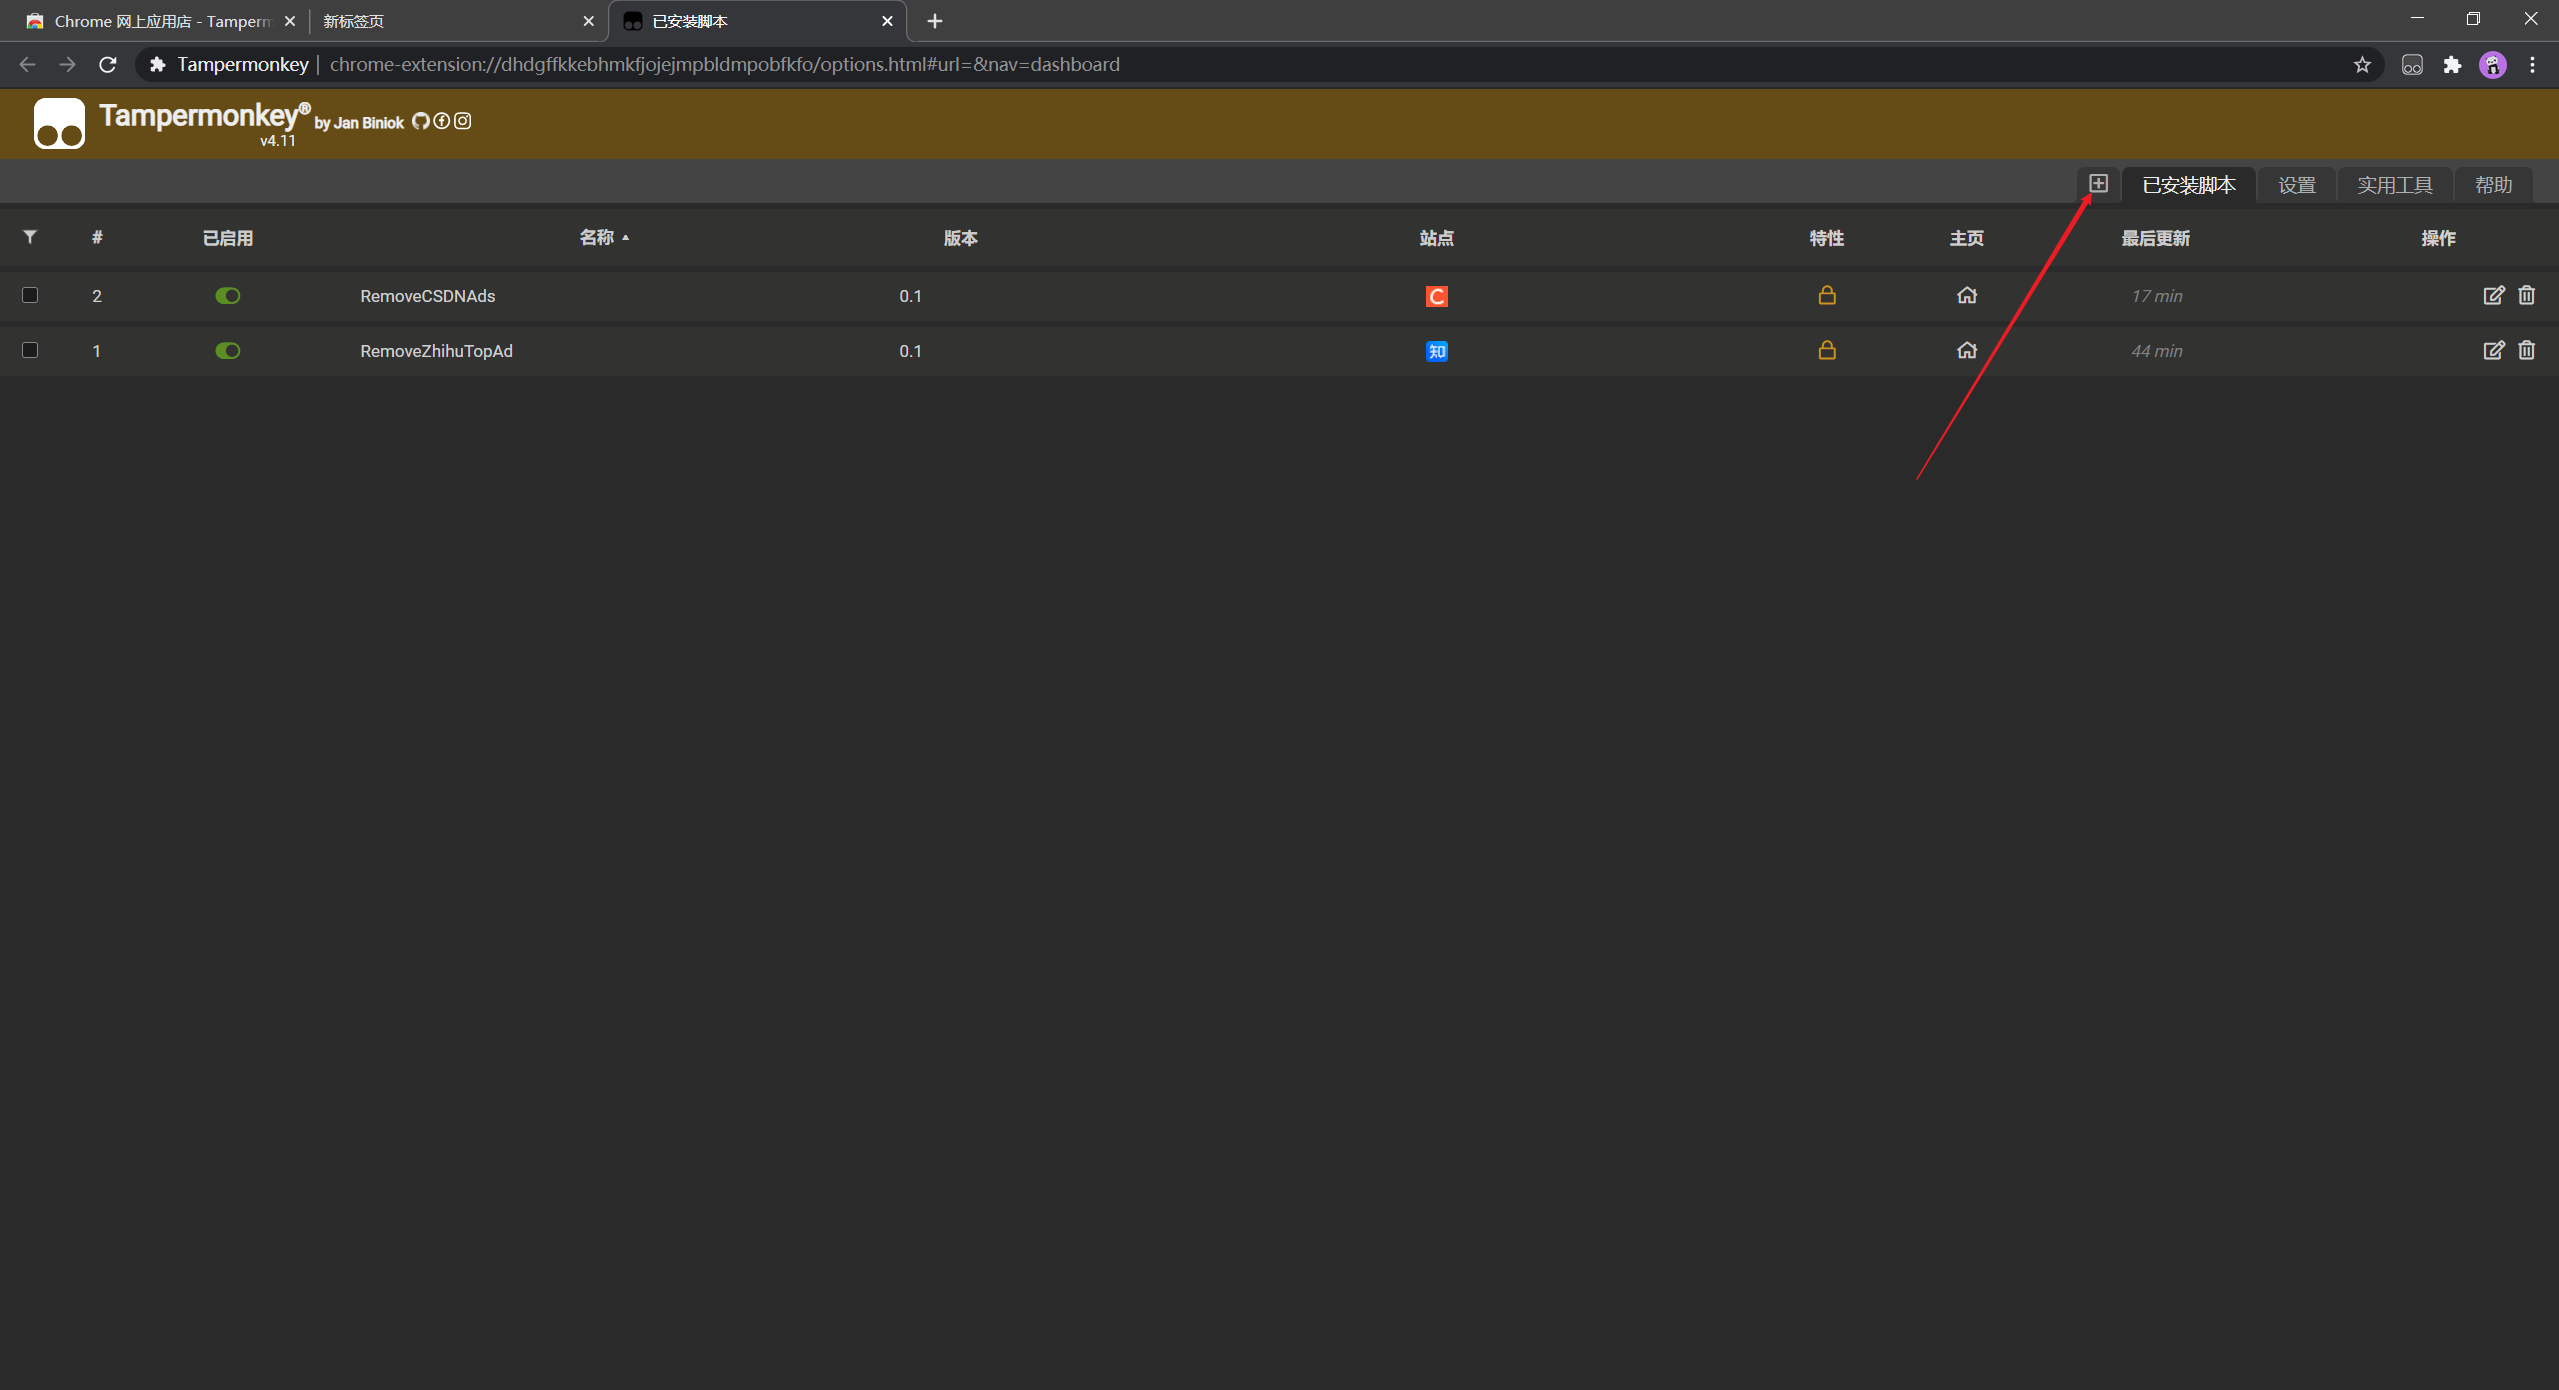 Chrome 网上应用店 - Tamperm
新标签页
已安装脚本
Tampermonkey | chrome-extension://dhdgffkkebhmkfjojejmpbldmpobfkfo/options.html#url=&nav=dashboard
Tampermonkey® by Jan Biniok
v4.11
已安装脚本 设置 实用工具 帮助
# 已启用 名称 版本 站点 特性 主页 最后更新 操作
2 RemoveCSDNAds 0.1 C 17 min
1 RemoveZhihuTopAd 0.1 知 44 min